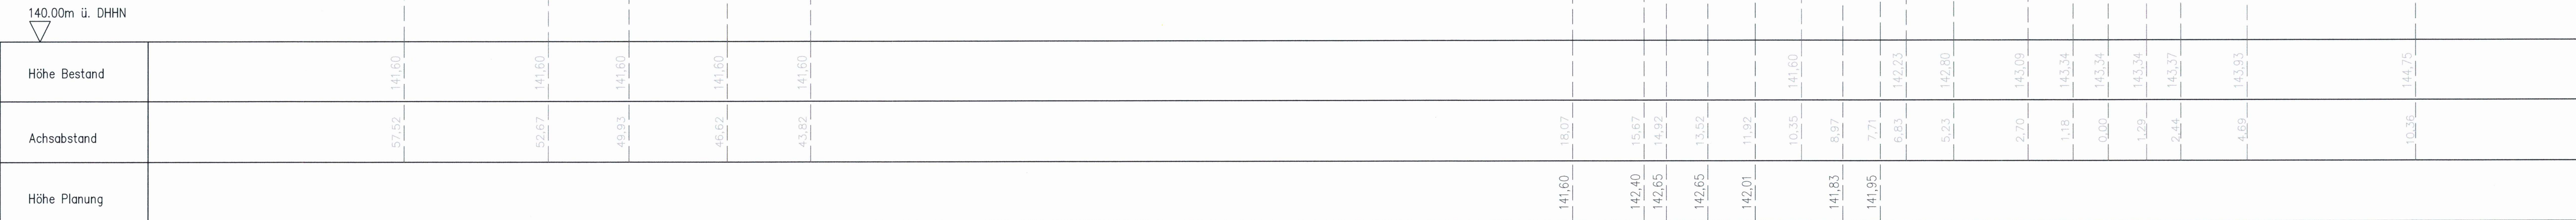 140.00m ü. DHHN
Höhe Bestand 141,60 141,60 141,60 141,60 141,60 141,60 142,23 142,80 143,09 143,34 143,34 143,34 143,37 143,93 144,75
Achsabstand 57,52 52,67 49,93 46,62 43,82 18,07 15,67 14,92 13,52 11,92 10,35 8,97 7,71 6,83 5,23 2,70 1,18 0,00 1,29 2,44 4,69 10,36
Höhe Planung 141,60 142,40 142,65 142,65 142,01 141,83 141,95